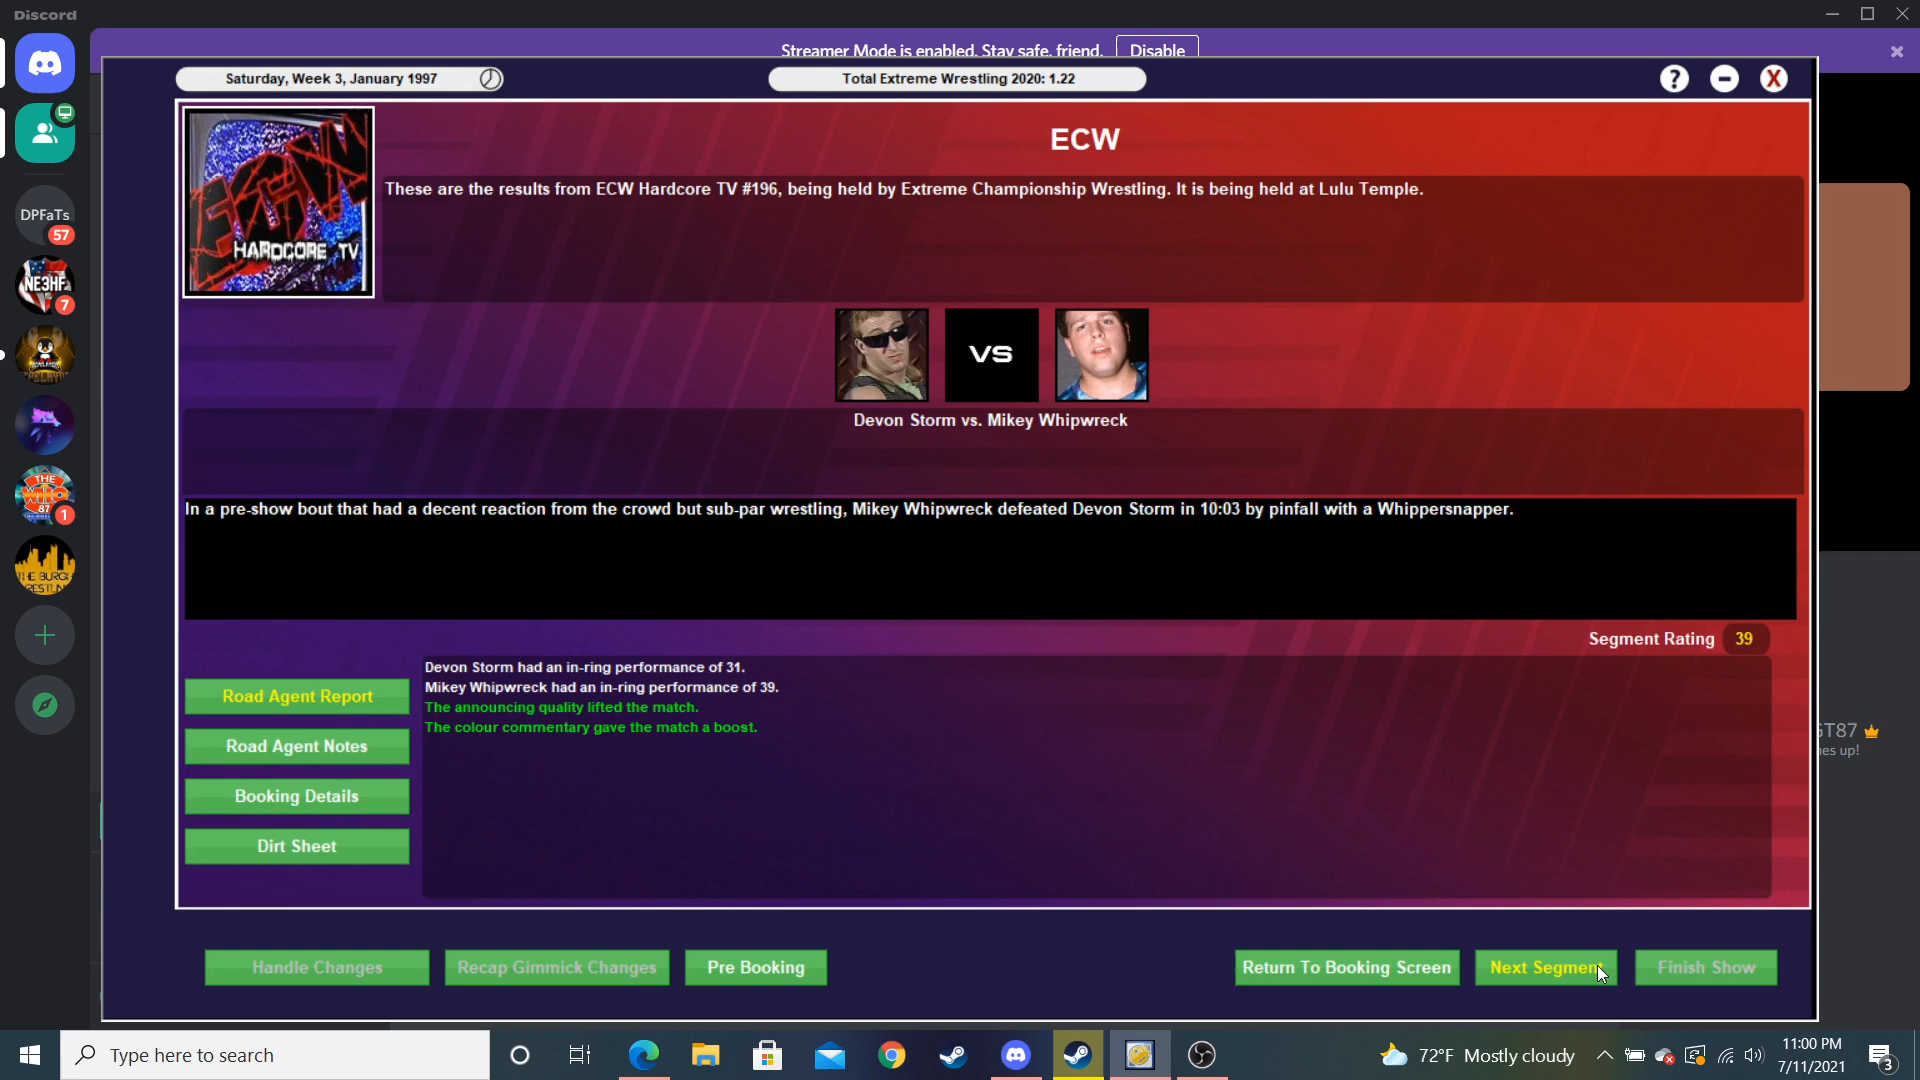 Discord
Streamer Mode is enabled. Stay safe, friend.
Disable
Saturday, Week 3, January 1997
Total Extreme Wrestling 2020: 1.22
?
X
ECW
HARDCORE TV
These are the results from ECW Hardcore TV #196, being held by Extreme Championship Wrestling. It is being held at Lulu Temple.
DPFaTs
57
NE3HF
7
VS
Devon Storm vs. Mikey Whipwreck
THE
WHO
87
1
In a pre-show bout that had a decent reaction from the crowd but sub-par wrestling, Mikey Whipwreck defeated Devon Storm in 10:03 by pinfall with a Whippersnapper.
Segment Rating 39
Road Agent Report
Road Agent Notes
Booking Details
Dirt Sheet
Devon Storm had an in-ring performance of 31.
Mikey Whipwreck had an in-ring performance of 39.
The announcing quality lifted the match.
The colour commentary gave the match a boost.
GT87
es up!
Handle Changes
Recap Gimmick Changes
Pre Booking
Return To Booking Screen
Next Segment
Finish Show
Type here to search
72°F Mostly cloudy
11:00 PM
7/11/2021
3